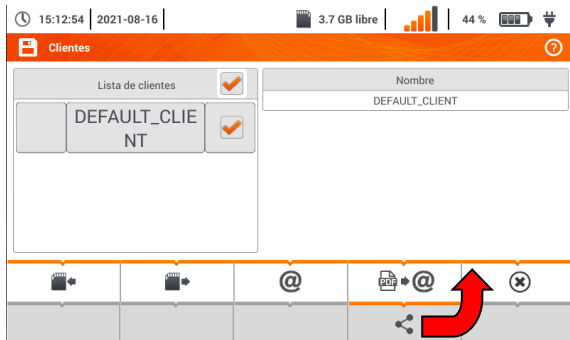 15:12:54 2021-08-16 3.7 GB libre 44 %
Clientes ?
Lista de clientes
DEFAULT_CLIE
NT
Nombre
DEFAULT_CLIENT
@ PDF @